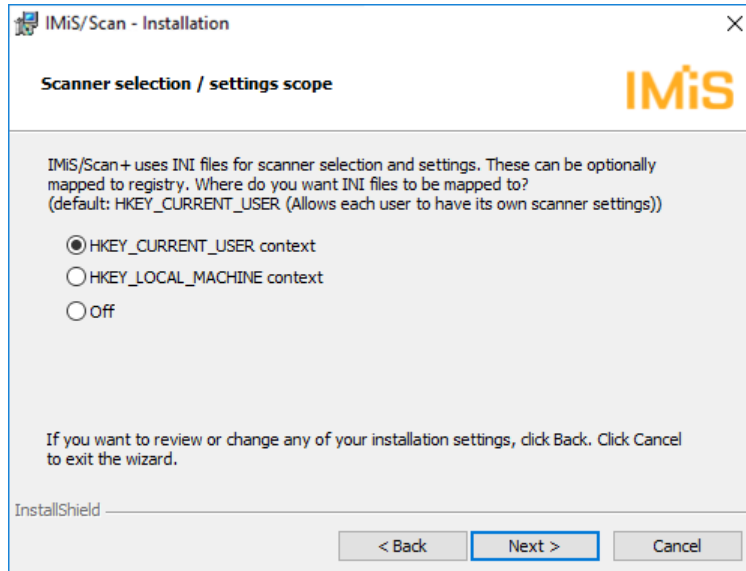 IMiS/Scan - Installation
Scanner selection / settings scope
IMiS
IMiS/Scan+ uses INI files for scanner selection and settings. These can be optionally
mapped to registry. Where do you want INI files to be mapped to?
(default: HKEY_CURRENT_USER (Allows each user to have its own scanner settings))
HKEY_CURRENT_USER context
HKEY_LOCAL_MACHINE context
Off
If you want to review or change any of your installation settings, click Back. Click Cancel
to exit the wizard.
InstallShield
< Back Next > Cancel